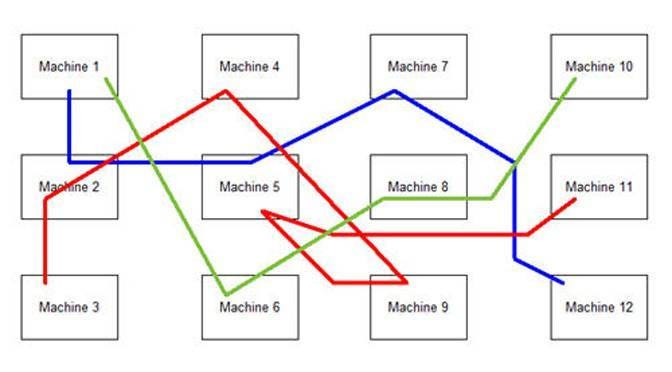 Machine 1
Machine 4
Machine 7
Machine 10
Machine 2
Machine 5
Machine 8
Machine 11
Machine 3
Machine 6
Machine 9
Machine 12